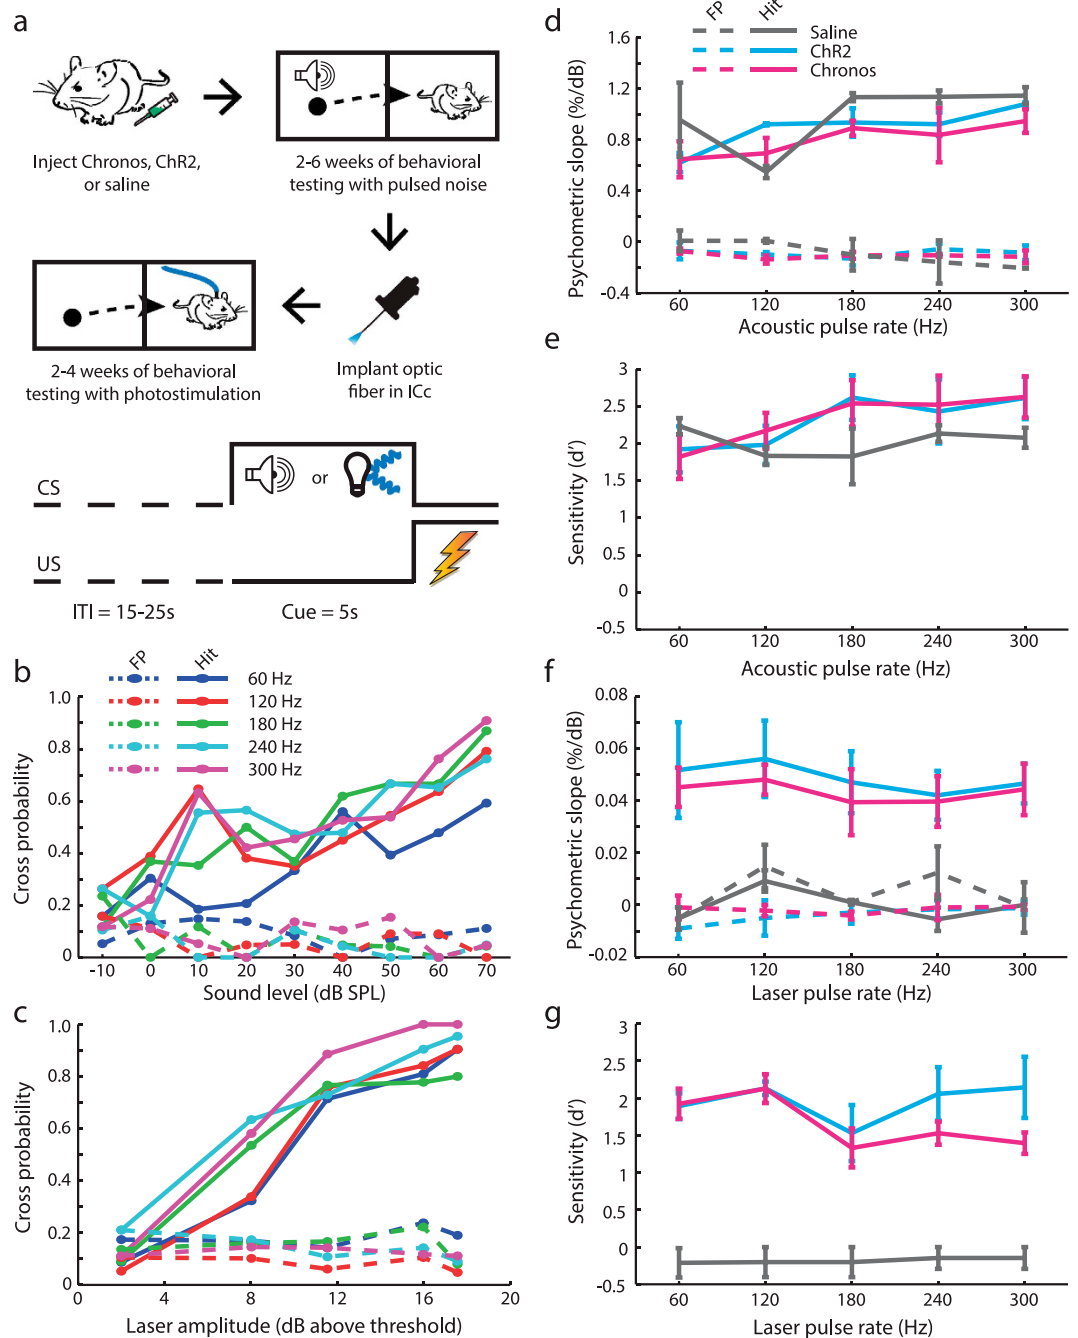 a
Inject Chronos, ChR2,
or saline
2-6 weeks of behavioral
testing with pulsed noise
2-4 weeks of behavioral
testing with photostimulation
Implant optic
fiber in ICc
CS
or
US
ITI = 15-25s
Cue = 5s
b
FP
Hit
60 Hz
120 Hz
180 Hz
240 Hz
300 Hz
Cross probability
1.0
0.8
0.6
0.4
0.2
0
-10
0
10
20
30
40
50
60
70
Sound level (dB SPL)
c
Cross probability
1.0
0.8
0.6
0.4
0.2
0
0
4
8
12
16
20
Laser amplitude (dB above threshold)
d
FP
Hit
Saline
ChR2
Chronos
Psychometric slope (%/dB)
1.6
1.2
0.8
0.4
0
-0.4
60
120
180
240
300
Acoustic pulse rate (Hz)
e
Sensitivity (d')
3
2.5
2
1.5
1
0.5
0
-0.5
60
120
180
240
300
Acoustic pulse rate (Hz)
f
Psychometric slope (%/dB)
0.08
0.06
0.04
0.02
0
-0.02
60
120
180
240
300
Laser pulse rate (Hz)
g
Sensitivity (d')
3
2.5
2
1.5
1
0.5
0
-0.5
60
120
180
240
300
Laser pulse rate (Hz)